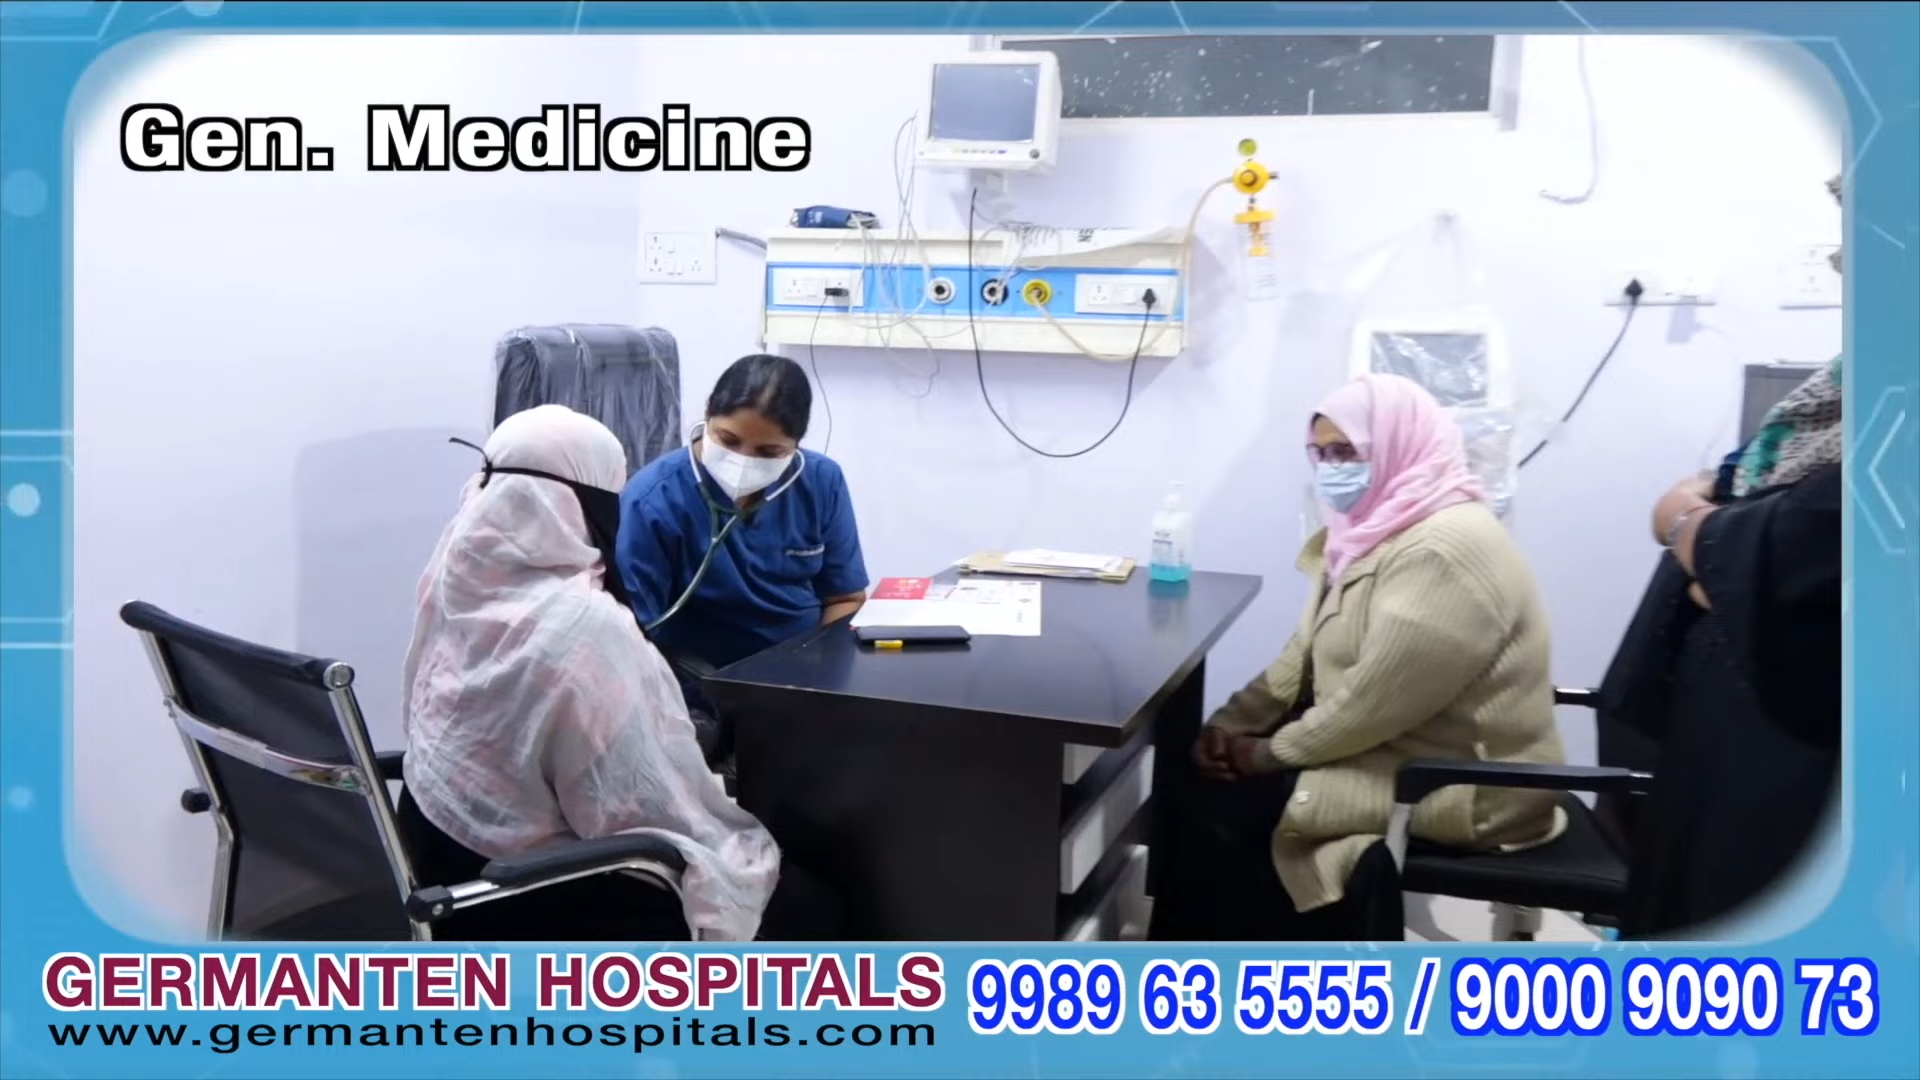 Gen. Medicine
GERMANTEN HOSPITALS
www.germantenhospitals.com
9989 63 5555 / 9000 9090 73